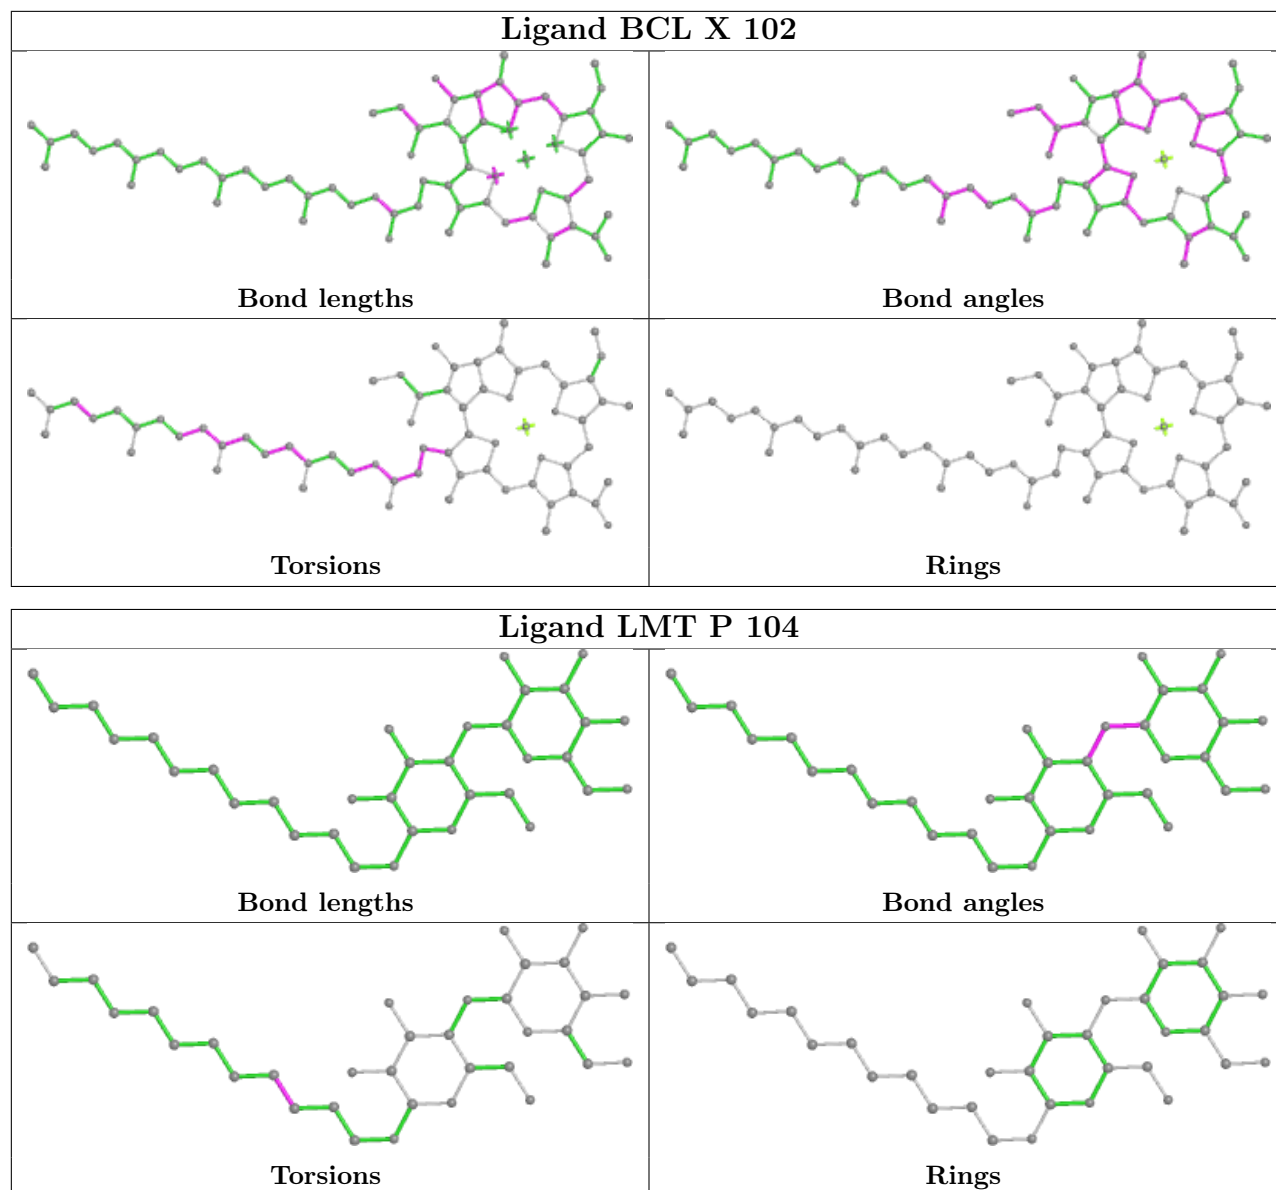 Ligand BCL X 102
Bond lengths
Bond angles
Torsions
Rings
Ligand LMT P 104
Bond lengths
Bond angles
Torsions
Rings